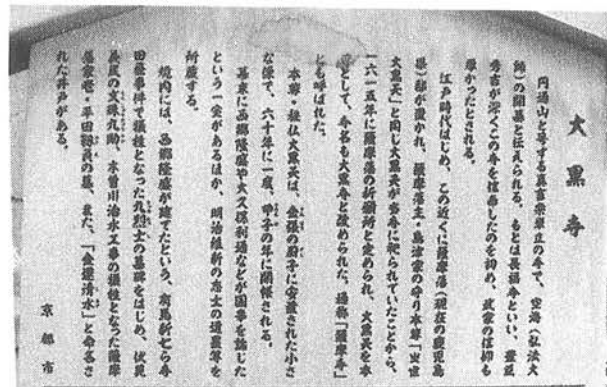 大黒寺
円通山と号する真言宗単立の寺で、空海(弘法大
師)の開基と伝えられる。もとは長福寺といい、豊臣
秀吉が深くこの寺を信奉したのを初め、武家の信仰も
厚かったとされる。
江戸時代はじめ、この近くに薩摩藩(現在の鹿児島
県)邸が置かれ、薩摩藩主・島津家の守り本尊「出世
大黒天」と同じ大黒天が当寺に祀られていたことから、
一六一五年に薩摩藩の祈願所と定められ、大黒天を本
尊として、寺名も大黒寺と改められた。通称「薩摩寺」
とも呼ばれた。
本尊・秘仏大黒天は、金張の厨子に安置された小さ
な像で、六十年に一度、甲子の年に開帳される。
幕末に西郷隆盛や大久保利通などが国事を談じた
という一室があるほか、明治維新の志士の遺墨等を
所蔵する。
境内には、西郷隆盛が建てたという、有馬新七ら寺
田屋事件で犠牲となった九烈士の墓碑をはじめ、伏見
義民の文殊九助、木曽川治水工事の犠牲となった薩摩
藩家老・平田靱負の墓、また、「金運清水」と命名さ
れた井戸がある。
京都市